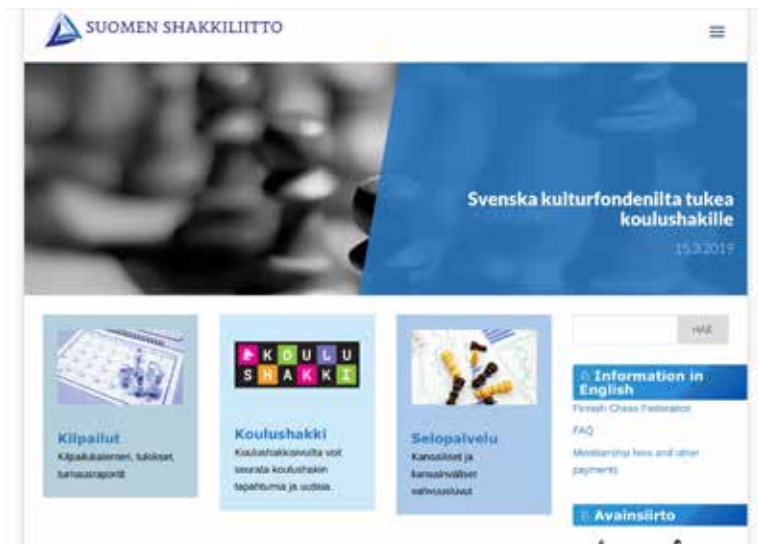 SUOMEN SHAKKILIITTO
Svenska kulturfondenilta tukea
koulushakille
15.3.2019
KOULU
SHAKKI
Kilpailut
Kilpailukalenteri, tulokset,
turnausraportit
Koulushakki
Koulushakkisivuilta voit
seurata koulushakin
tapahtumia ja uutisia.
Selopalvelu
Kansalliset ja
kansainväliset
vahvuusluvut
HAE
Information in
English
Finnish Chess Federation
FAQ
Membership fees and other
payments
Avainsiirto